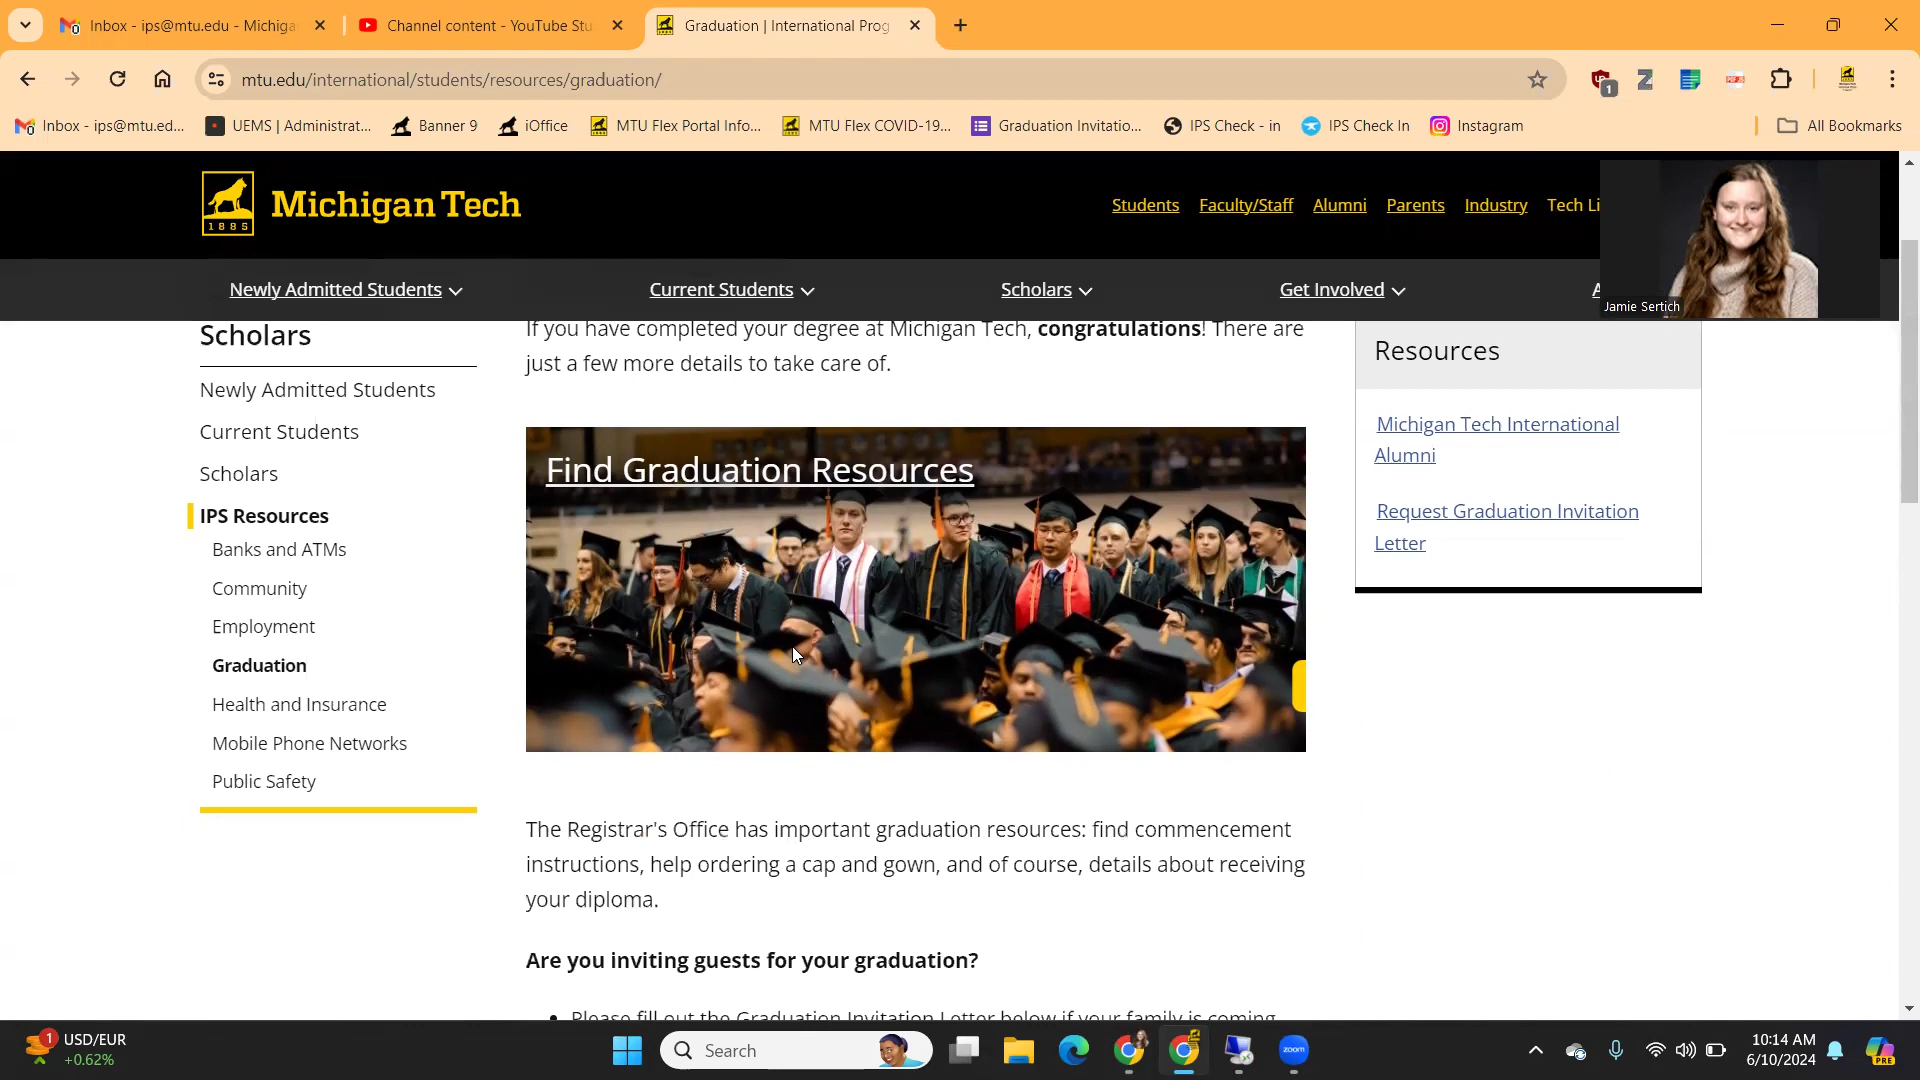 Inbox - ips@mtu.edu - Michiga
Channel content - YouTube Stu
Graduation | International Prog
mtu.edu/international/students/resources/graduation/
1
Inbox - ips@mtu.ed...
UEMS | Administrat...
Banner 9
iOffice
MTU Flex Portal Info...
MTU Flex COVID-19...
Graduation Invitatio...
IPS Check - in
IPS Check In
Instagram
All Bookmarks
1885
Michigan Tech
Students
Faculty/Staff
Alumni
Parents
Industry
Tech Li
Jamie Sertich
Newly Admitted Students
Current Students
Scholars
Get Involved
A
Scholars
Newly Admitted Students
Current Students
Scholars
IPS Resources
Banks and ATMs
Community
Employment
Graduation
Health and Insurance
Mobile Phone Networks
Public Safety
If you have completed your degree at Michigan Tech, congratulations! There are
just a few more details to take care of.
Find Graduation Resources
The Registrar's Office has important graduation resources: find commencement
instructions, help ordering a cap and gown, and of course, details about receiving
your diploma.
Are you inviting guests for your graduation?
• Please fill out the Graduation Invitation Letter below if your family is coming
Resources
Michigan Tech International
Alumni
Request Graduation Invitation
Letter
1
USD/EUR
+0.62%
Search
zoom
10:14 AM
6/10/2024
PRE